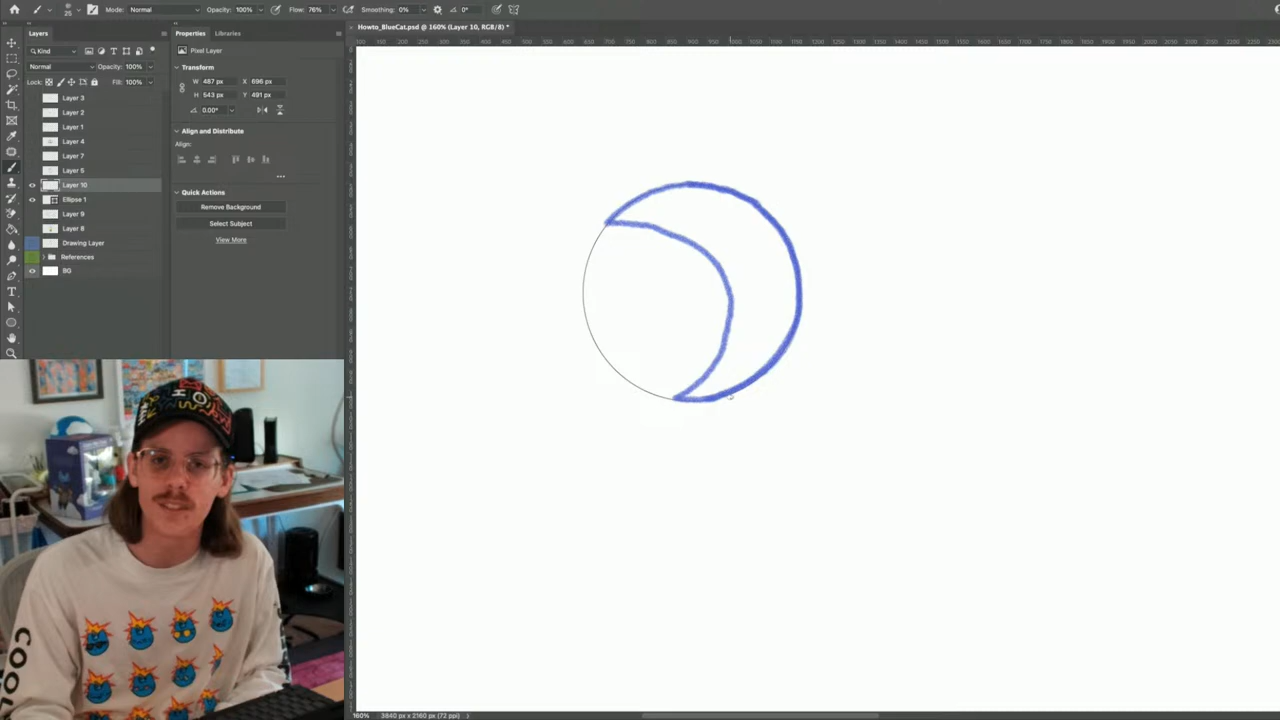 Mode: Normal Opacity: 100% Flow: 76% Smoothing: 0% 0°
Howto_BlueCat.psd @ 160% (Layer 10, RGB/8) *
Layers
Kind
Normal Opacity: 100%
Lock: Fill: 100%
Layer 3
Layer 2
Layer 1
Layer 4
Layer 7
Layer 5
Layer 10
Ellipse 1
Layer 9
Layer 8
Drawing Layer
References
BG
Properties Libraries
Pixel Layer
Transform
W 487 px X 696 px
H 543 px Y 491 px
0.00°
Align and Distribute
Align:
Quick Actions
Remove Background
Select Subject
View More
COOL
160% 3840 px x 2160 px (72 ppi)